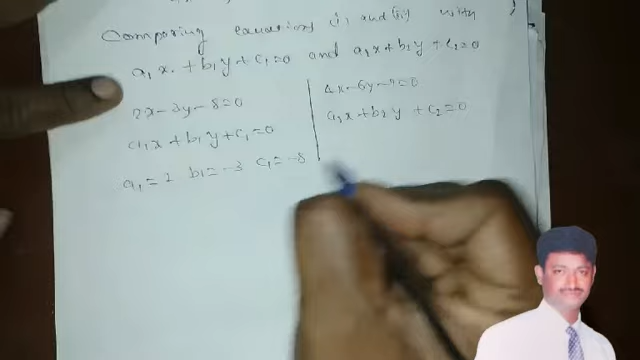 Comparing equations (i) and (ii) with
a₁x + b₁y + c₁=0 and a₂x + b₂y + c₂=0
2x-3y-8=0
4x-6y-9=0
a₁x + b₁y + c₁=0
a₂x + b₂y + c₂=0
a₁=2 b₁=-3 c₁=-8